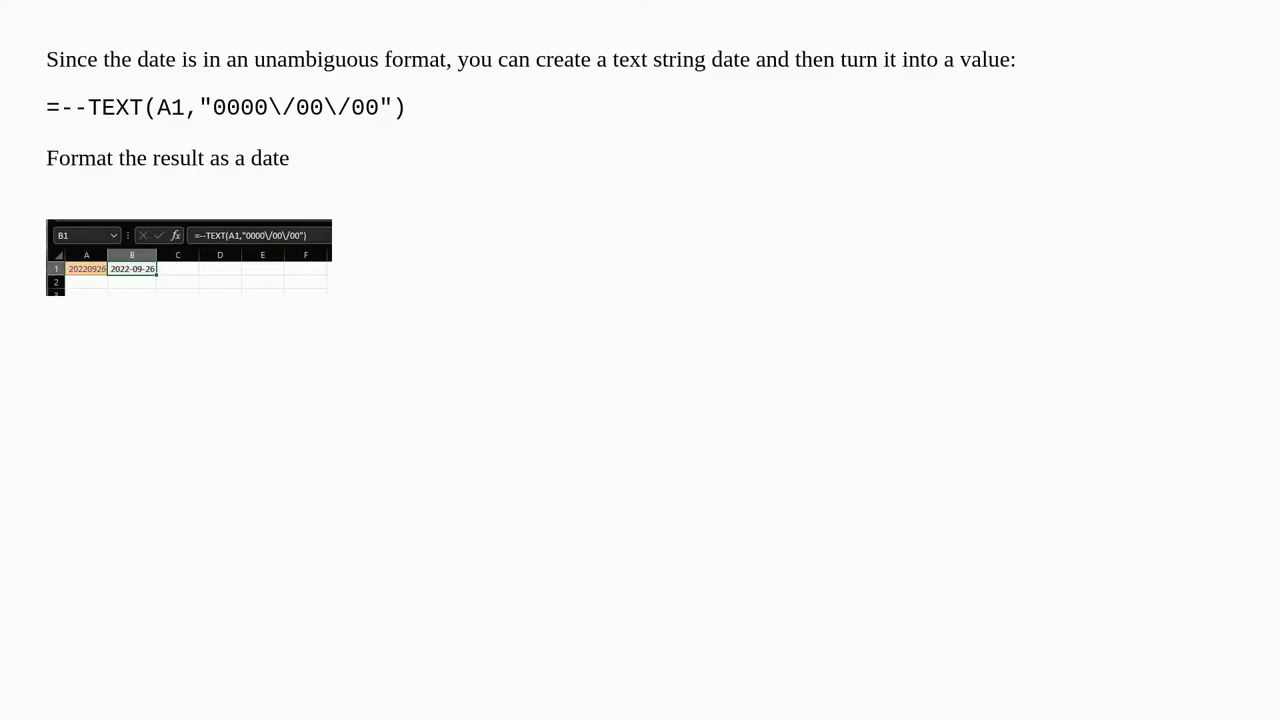 Since the date is in an unambiguous format, you can create a text string date and then turn it into a value:
=--TEXT(A1,"0000\/00\/00")
Format the result as a date
B1 fx =--TEXT(A1,"0000\/00\/00")
A B C D E F
1 20220926 2022-09-26
2